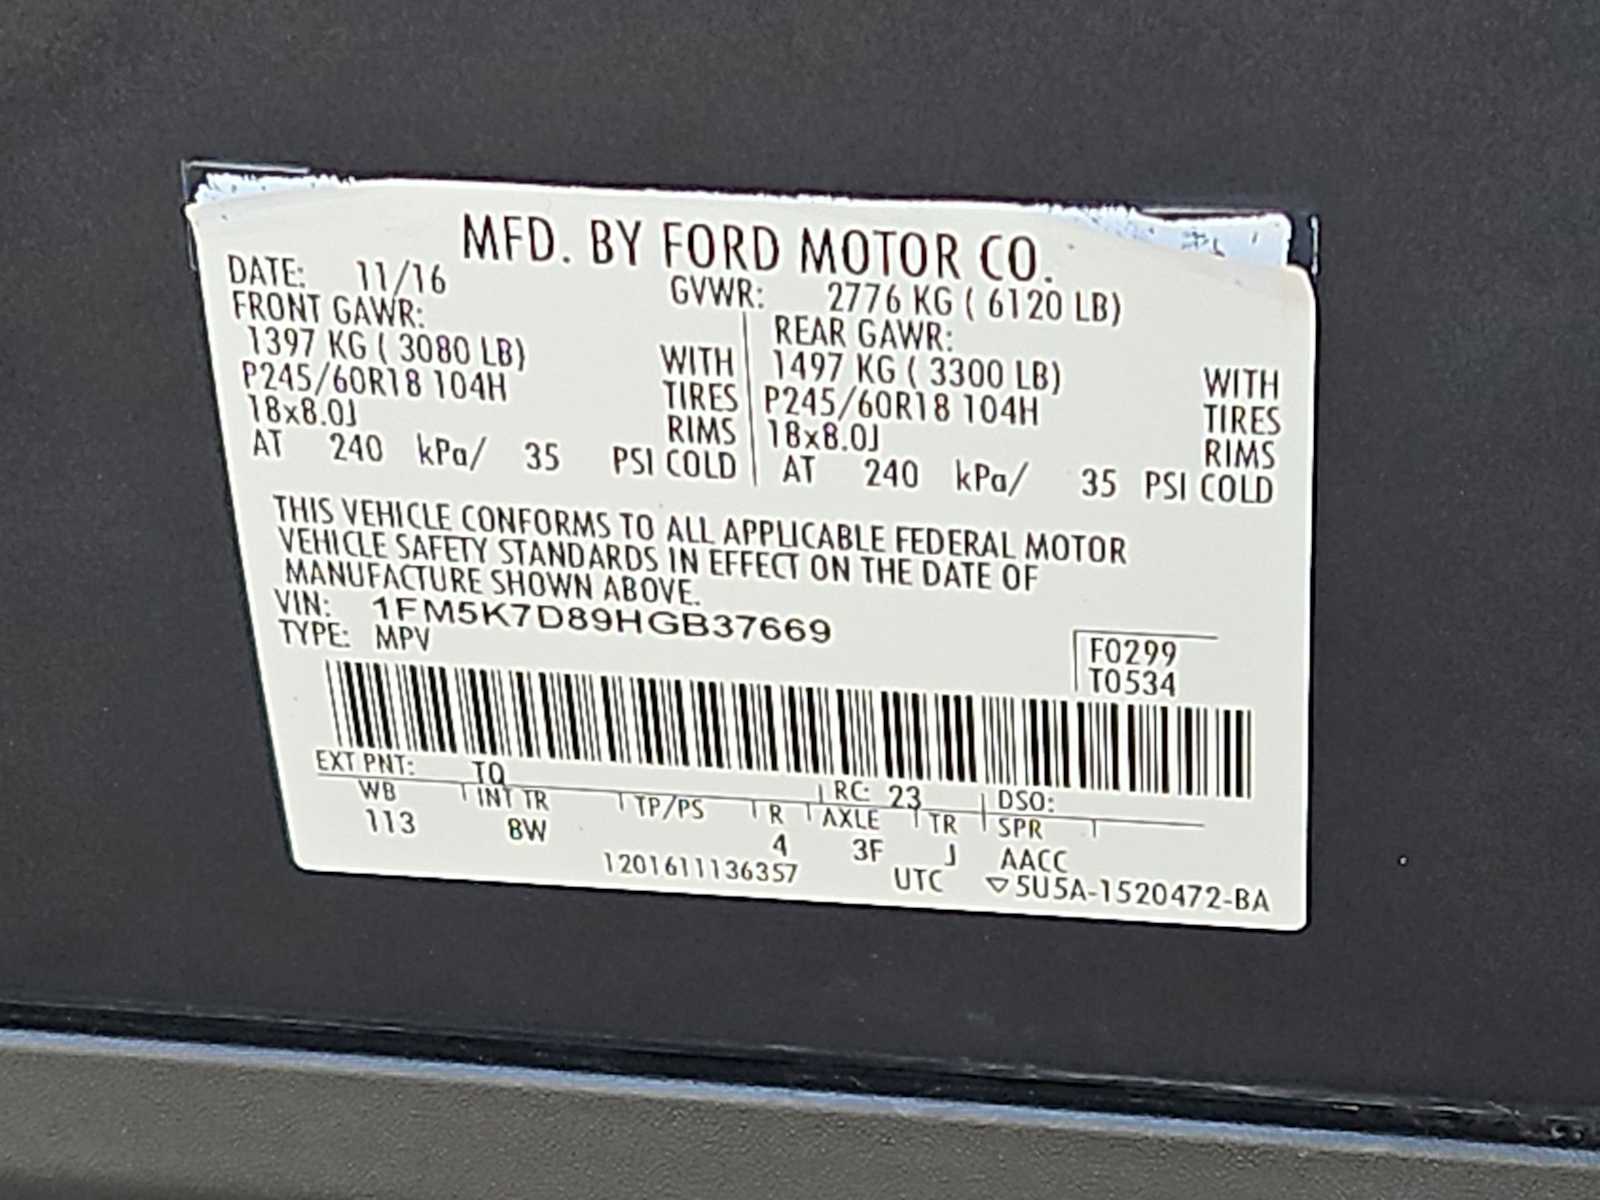 MFD. BY FORD MOTOR CO.
DATE: 11/16 GVWR: 2776 KG ( 6120 LB)
FRONT GAWR: REAR GAWR:
1397 KG ( 3080 LB) WITH 1497 KG ( 3300 LB) WITH
P245/60R18 104H TIRES P245/60R18 104H TIRES
18x8.0J RIMS 18x8.0J RIMS
AT 240 kPa/ 35 PSI COLD AT 240 kPa/ 35 PSI COLD
THIS VEHICLE CONFORMS TO ALL APPLICABLE FEDERAL MOTOR
VEHICLE SAFETY STANDARDS IN EFFECT ON THE DATE OF
MANUFACTURE SHOWN ABOVE.
VIN: 1FM5K7D89HGB37669
TYPE: MPV
F0299
T0534
EXT PNT: TQ RC: 23 DSO:
WB INT TR TP/PS R AXLE TR SPR
113 8W 4 3F J AACC
1201611136357 UTC ▽5U5A-1520472-BA